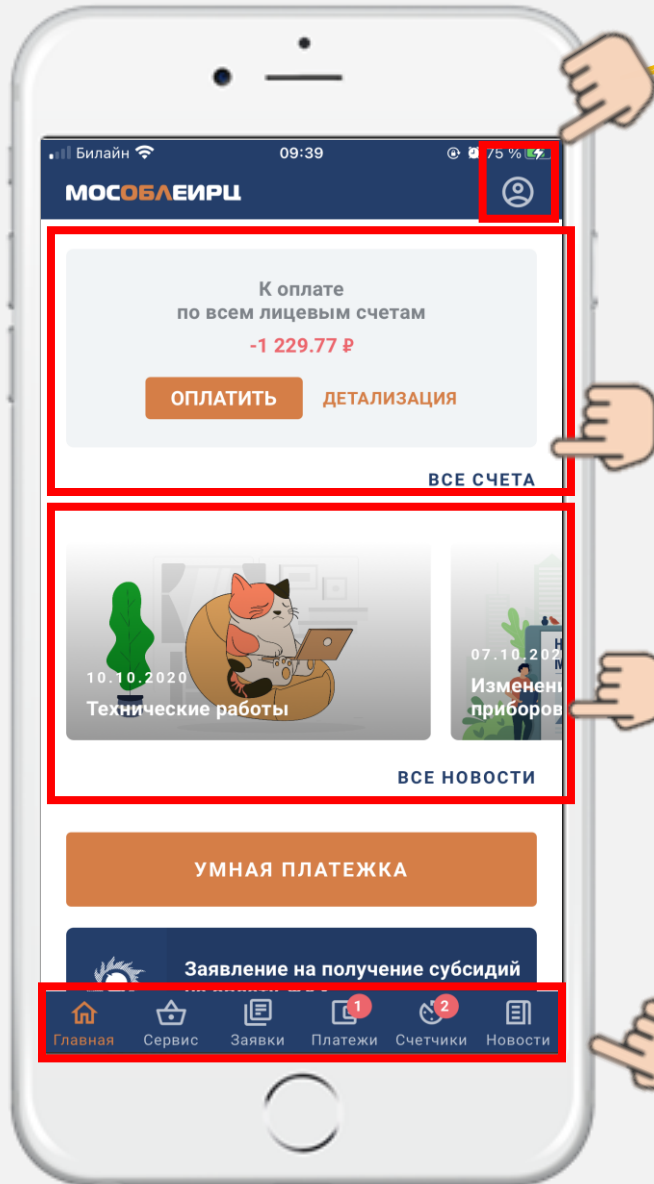 Билайн 09:39 75 %
МОСОБЛЕИРЦ
К оплате
по всем лицевым счетам
-1 229.77 ₽
ОПЛАТИТЬ ДЕТАЛИЗАЦИЯ
ВСЕ СЧЕТА
10.10.2020
Технические работы
07.10.202
Изменени
приборов
ВСЕ НОВОСТИ
УМНАЯ ПЛАТЕЖКА
Заявление на получение субсидий
1 2
Главная Сервис Заявки Платежи Счетчики Новости